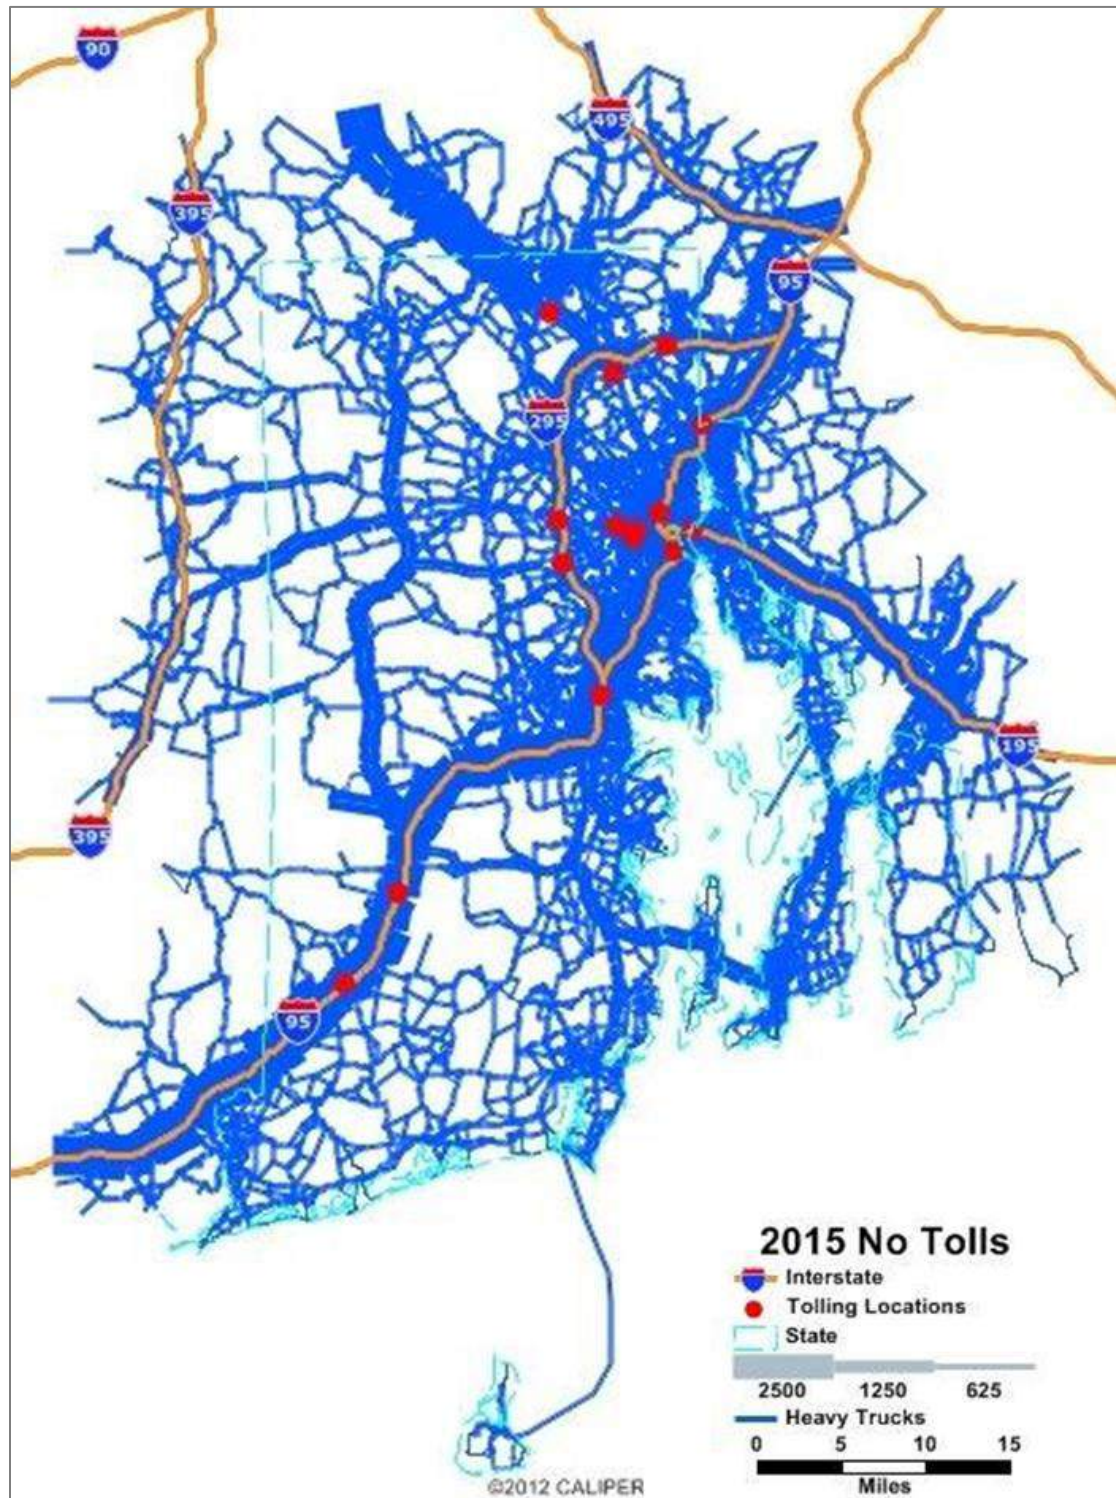 90
495
395
95
295
195
395
95
2015 No Tolls
Interstate
Tolling Locations
State
2500 1250 625
Heavy Trucks
0 5 10 15
Miles
©2012 CALIPER